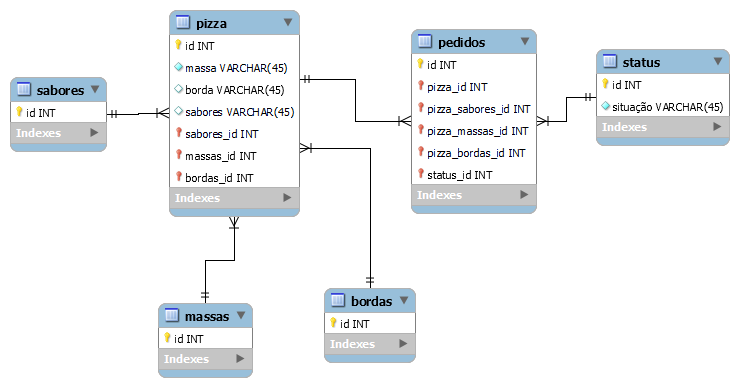 sabores
id INT
Indexes
pizza
id INT
massa VARCHAR(45)
borda VARCHAR(45)
sabores VARCHAR(45)
sabores_id INT
massas_id INT
bordas_id INT
Indexes
pedidos
id INT
pizza_id INT
pizza_sabores_id INT
pizza_massas_id INT
pizza_bordas_id INT
status_id INT
Indexes
status
id INT
situação VARCHAR(45)
Indexes
massas
id INT
Indexes
bordas
id INT
Indexes